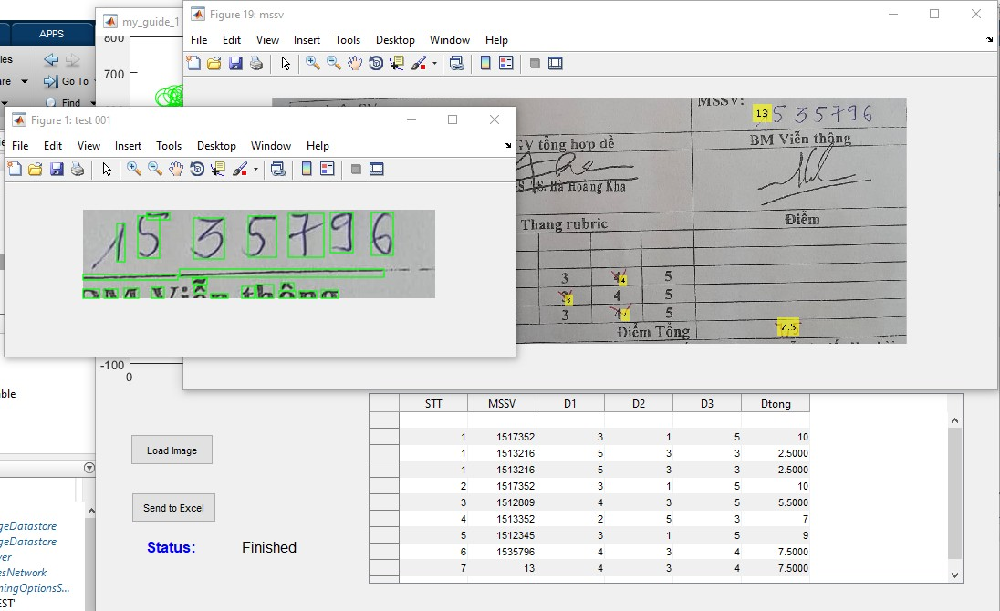 my_guide_1
Figure 19: mssv
APPS
File Edit View Insert Tools Desktop Window Help
Go To
Find
800
700
-100
0
Figure 1: test 001
File Edit View Insert Tools Desktop Window Help
1535796
BM Viễn thông
MSSV:
13 535796
GV tổng hợp đề
BM Viễn thông
S. TS. Hà Hoàng Kha
Thang rubric
Điểm
3 4 4 5
3 3 4 5
3 4 4 5
Điểm Tổng
7.5
Load Image
Send to Excel
Status: Finished
STT MSSV D1 D2 D3 Dtong
1 1517352 3 1 5 10
1 1513216 5 3 3 2.5000
1 1513216 5 3 3 2.5000
2 1517352 3 1 5 10
3 1512809 4 3 5 5.5000
4 1513352 2 5 3 7
5 1512345 3 1 5 9
6 1535796 4 3 4 7.5000
7 13 4 3 4 7.5000
geDatastore
geDatastore
ver
esNetwork
ningOptionsS...
EST'